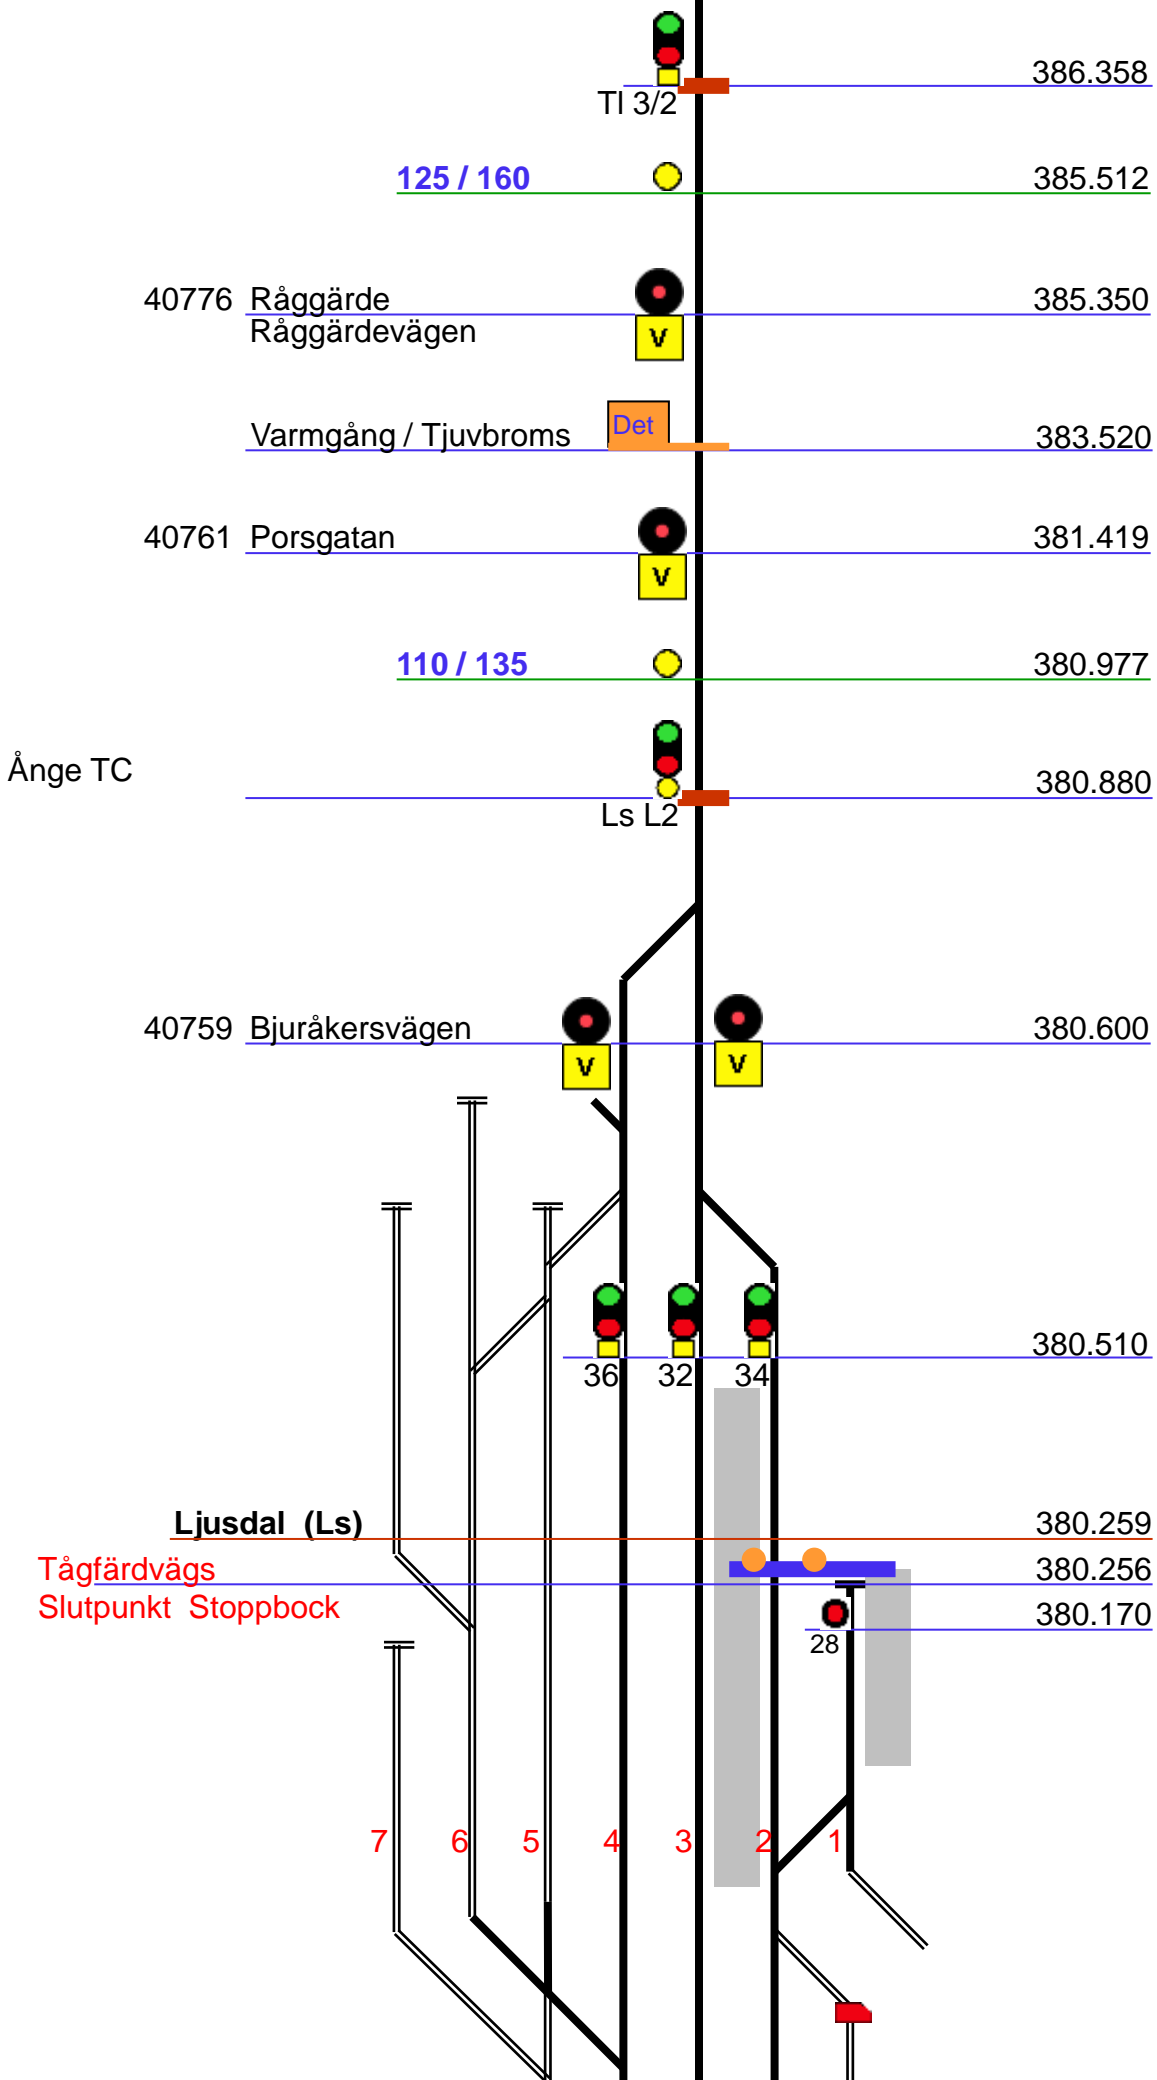 386.358
Tl 3/2
125 / 160
385.512
40776 Råggärde
385.350
Råggärdevägen
V
Varmgång / Tjuvbroms
Det
383.520
40761 Porsgatan
381.419
V
110 / 135
380.977
Ånge TC
380.880
Ls L2
40759 Bjuråkersvägen
380.600
V
V
380.510
36
32
34
Ljusdal (Ls)
380.259
Tågfärdvägs
380.256
Slutpunkt Stoppbock
380.170
28
7
6
5
4
3
2
1